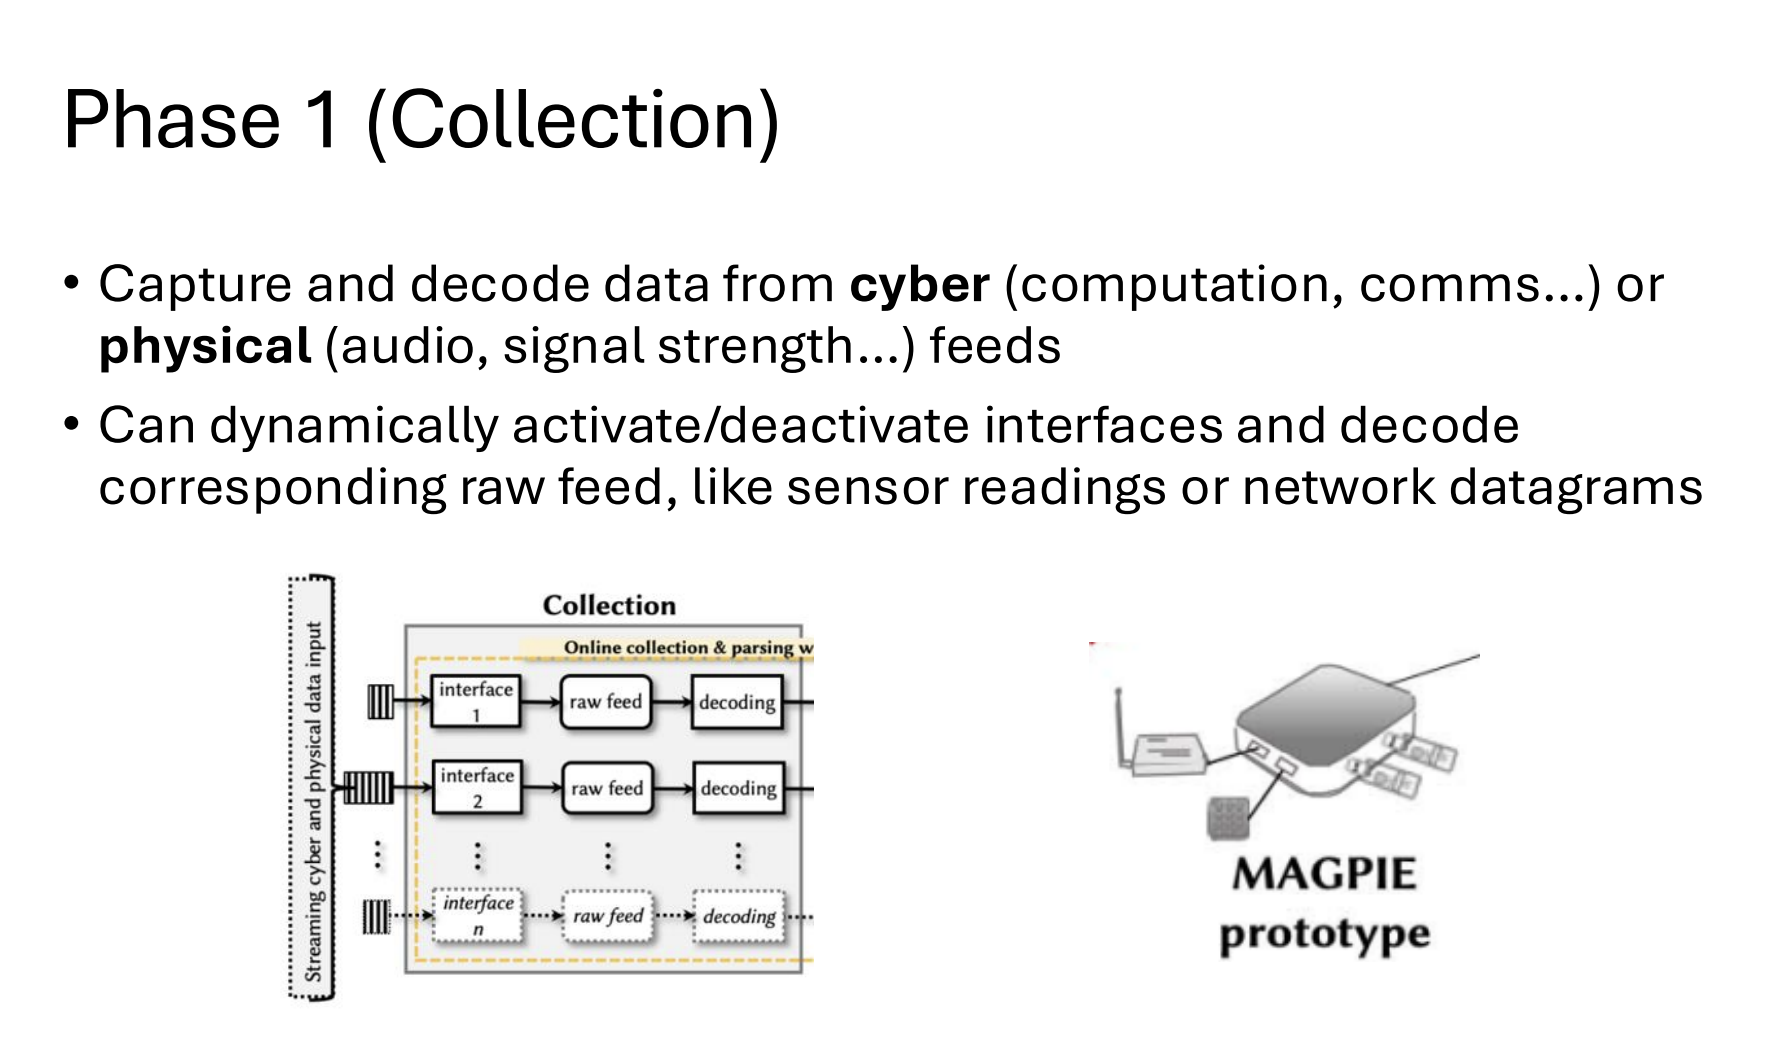 Phase 1 (Collection)
• Capture and decode data from cyber (computation, comms...) or
physical (audio, signal strength...) feeds
• Can dynamically activate/deactivate interfaces and decode
corresponding raw feed, like sensor readings or network datagrams
Streaming cyber and physical data input
Collection
Online collection & parsing w
interface
1
raw feed
decoding
interface
2
raw feed
decoding
interface
n
raw feed
decoding
MAGPIE
prototype